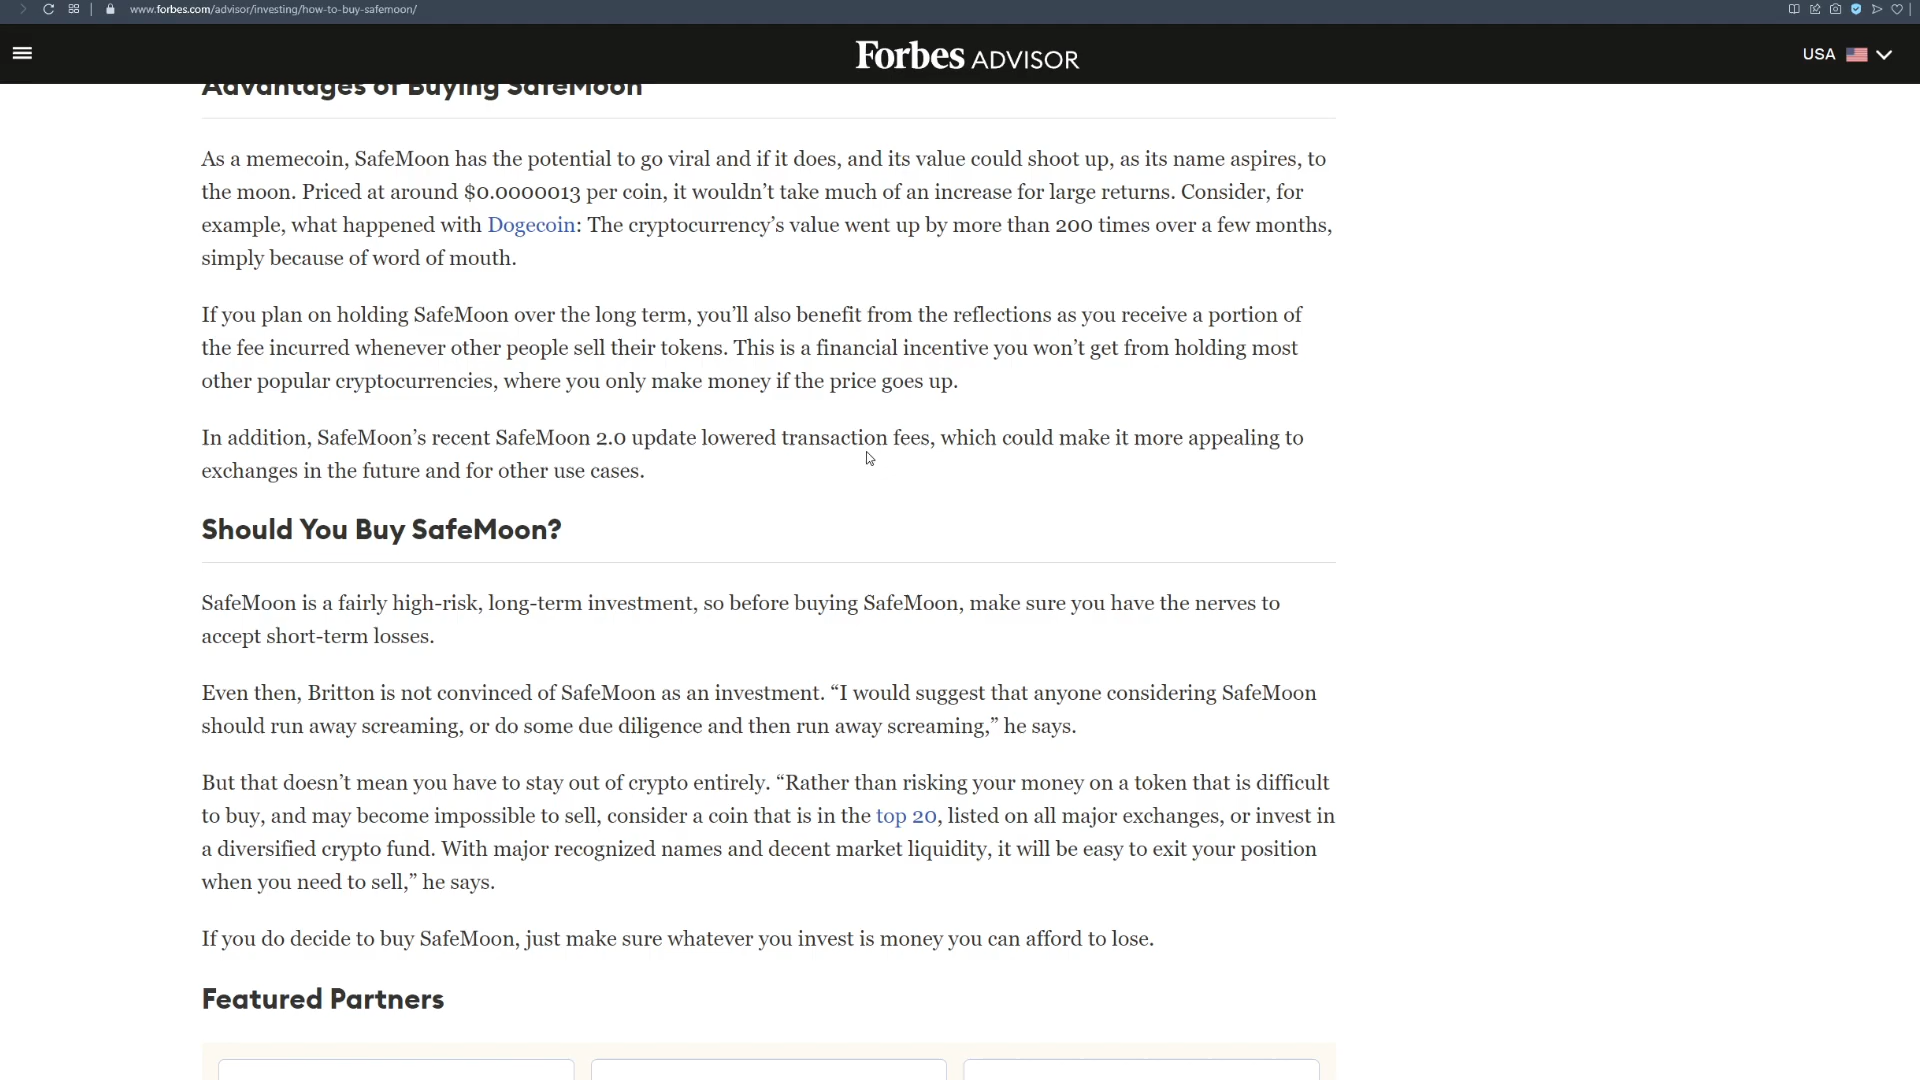 www.forbes.com/advisor/investing/how-to-buy-safemoon/
Forbes ADVISOR
USA
Advantages of Buying SafeMoon
As a memecoin, SafeMoon has the potential to go viral and if it does, and its value could shoot up, as its name aspires, to
the moon. Priced at around $0.0000013 per coin, it wouldn’t take much of an increase for large returns. Consider, for
example, what happened with Dogecoin: The cryptocurrency’s value went up by more than 200 times over a few months,
simply because of word of mouth.
If you plan on holding SafeMoon over the long term, you’ll also benefit from the reflections as you receive a portion of
the fee incurred whenever other people sell their tokens. This is a financial incentive you won’t get from holding most
other popular cryptocurrencies, where you only make money if the price goes up.
In addition, SafeMoon’s recent SafeMoon 2.0 update lowered transaction fees, which could make it more appealing to
exchanges in the future and for other use cases.
Should You Buy SafeMoon?
SafeMoon is a fairly high-risk, long-term investment, so before buying SafeMoon, make sure you have the nerves to
accept short-term losses.
Even then, Britton is not convinced of SafeMoon as an investment. “I would suggest that anyone considering SafeMoon
should run away screaming, or do some due diligence and then run away screaming,” he says.
But that doesn’t mean you have to stay out of crypto entirely. “Rather than risking your money on a token that is difficult
to buy, and may become impossible to sell, consider a coin that is in the top 20, listed on all major exchanges, or invest in
a diversified crypto fund. With major recognized names and decent market liquidity, it will be easy to exit your position
when you need to sell,” he says.
If you do decide to buy SafeMoon, just make sure whatever you invest is money you can afford to lose.
Featured Partners